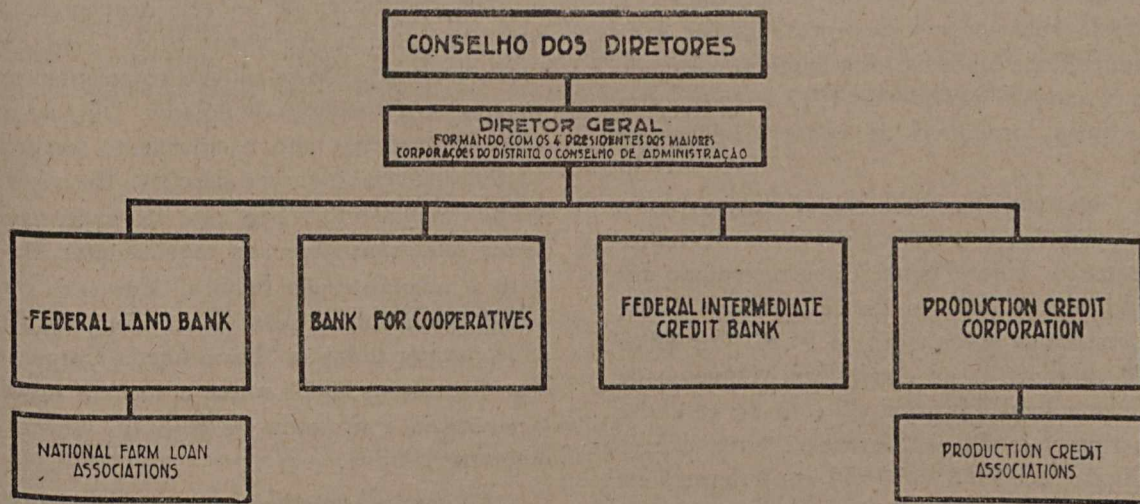 CONSELHO DOS DIRETORES
DIRETOR GERAL
FORMANDO, COM OS 4 PRESIDENTES DOS MAIORES
CORPORAÇÕES DO DISTRITO, O CONSELHO DE ADMINISTRAÇÃO
FEDERAL LAND BANK
BANK FOR COOPERATIVES
FEDERAL INTERMEDIATE
CREDIT BANK
PRODUCTION CREDIT
CORPORATION
NATIONAL FARM LOAN
ASSOCIATIONS
PRODUCTION CREDIT
ASSOCIATIONS